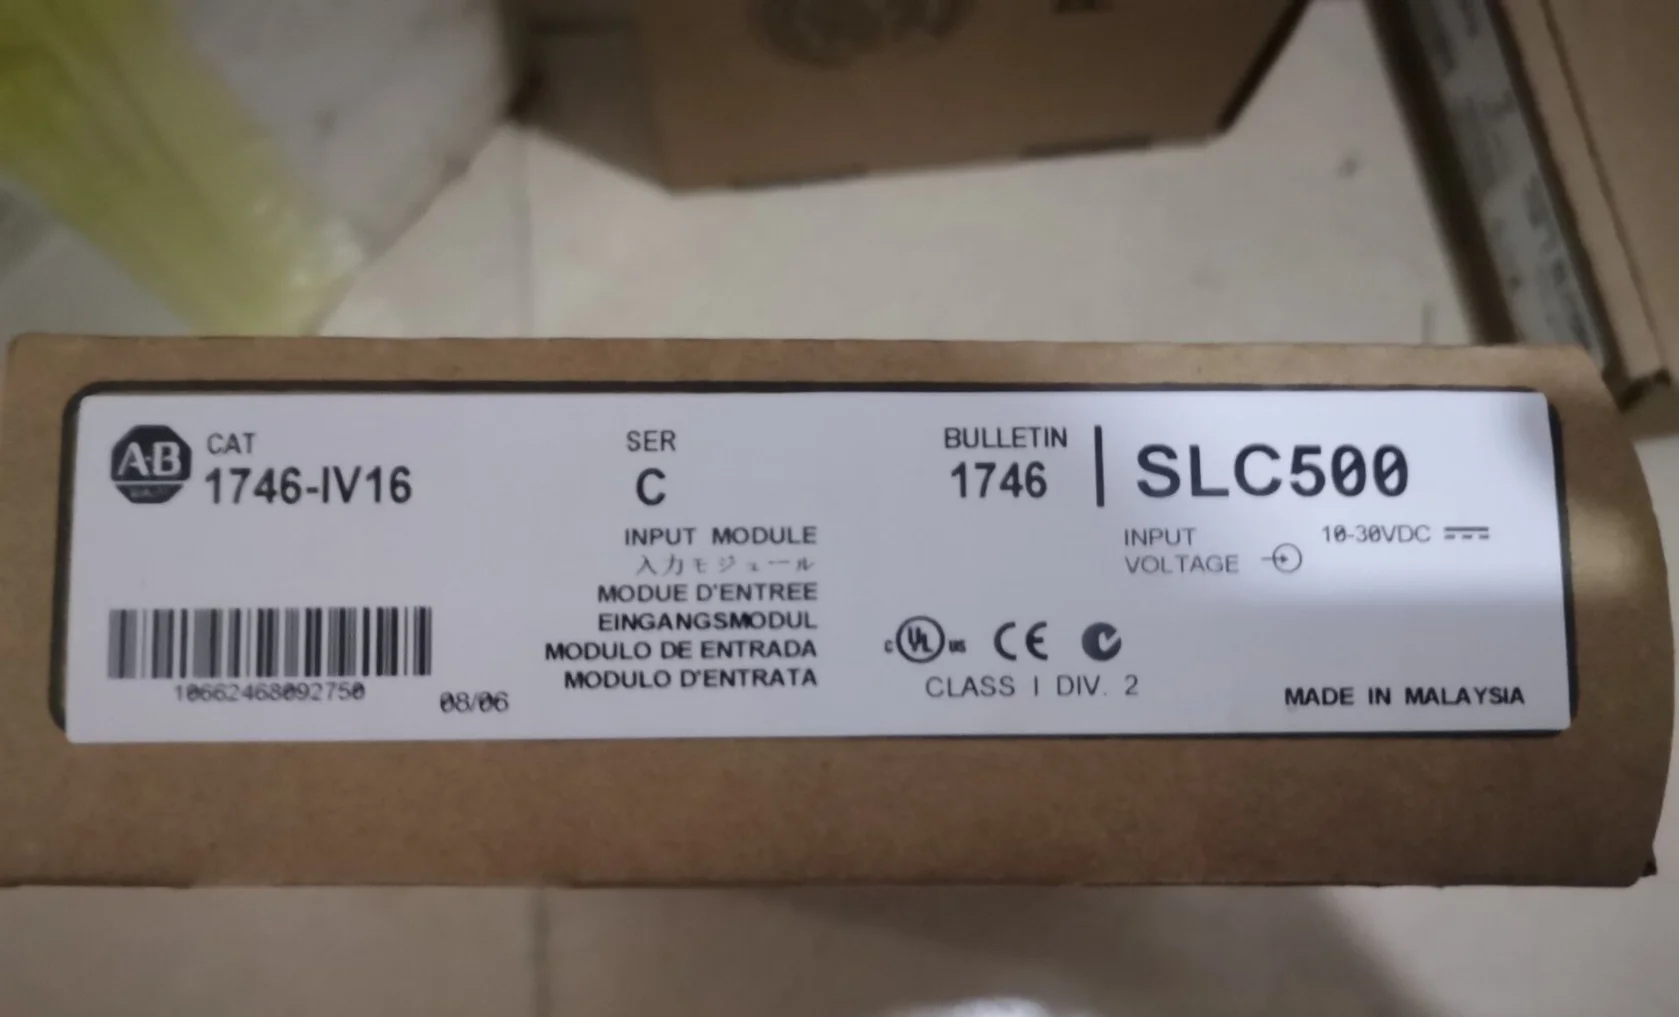 A-B
CAT
1746-IV16
SER
C
BULLETIN
1746
SLC500
INPUT MODULE
入力モジュール
MODUE D'ENTREE
EINGANGSMODUL
MODULO DE ENTRADA
MODULO D'ENTRATA
INPUT VOLTAGE
10-30VDC
10662468092750
08/06
C UL US CE
CLASS I DIV. 2
MADE IN MALAYSIA